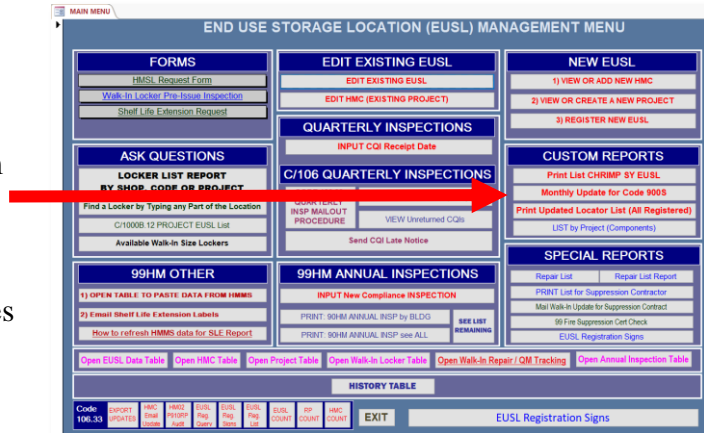 MAIN MENU
END USE STORAGE LOCATION (EUSL) MANAGEMENT MENU
FORMS
HMSL Request Form
Walk-In Locker Pre-Issue Inspection
Shelf Life Extension Request
EDIT EXISTING EUSL
EDIT EXISTING EUSL
EDIT HMC (EXISTING PROJECT)
NEW EUSL
1) VIEW OR ADD NEW HMC
2) VIEW OR CREATE A NEW PROJECT
3) REGISTER NEW EUSL
QUARTERLY INSPECTIONS
INPUT CQI Receipt Date
ASK QUESTIONS
LOCKER LIST REPORT
BY SHOP, CODE OR PROJECT
Find a Locker by Typing any Part of the Location
C/1000B.12 PROJECT EUSL List
Available Walk-In Size Lockers
C/106 QUARTERLY INSPECTIONS
QUARTERLY
INSP MAILOUT
PROCEDURE
VIEW Unreturned CQIs
Send CQI Late Notice
CUSTOM REPORTS
Print List CHRIMP SY EUSL
Monthly Update for Code 900S
Print Updated Locator List (All Registered)
LIST by Project (Components)
99HM OTHER
1) OPEN TABLE TO PASTE DATA FROM HMMS
2) Email Shelf Life Extension Labels
How to refresh HMMS data for SLE Report
99HM ANNUAL INSPECTIONS
INPUT New Compliance INSPECTION
PRINT: 90HM ANNUAL INSP by BLDG
PRINT: 90HM ANNUAL INSP see ALL
SEE LIST
REMAINING
SPECIAL REPORTS
Repair List
Repair List Report
PRINT List for Suppression Contractor
Mail Walk-In Update for Suppression Contract
99 Fire Suppression Cert Check
EUSL Registration Signs
Open EUSL Data Table
Open HMC Table
Open Project Table
Open Walk-In Locker Table
Open Walk-In Repair / QM Tracking
Open Annual Inspection Table
HISTORY TABLE
Code
106.33
EXPORT
UPDATES
HMC
Email
Update
HM02
P910RP
Audit
EUSL
Reg.
Query
EUSL
Reg.
Signs
EUSL
Reg.
List
EUSL
COUNT
RP
COUNT
HMC
COUNT
EXIT
EUSL Registration Signs